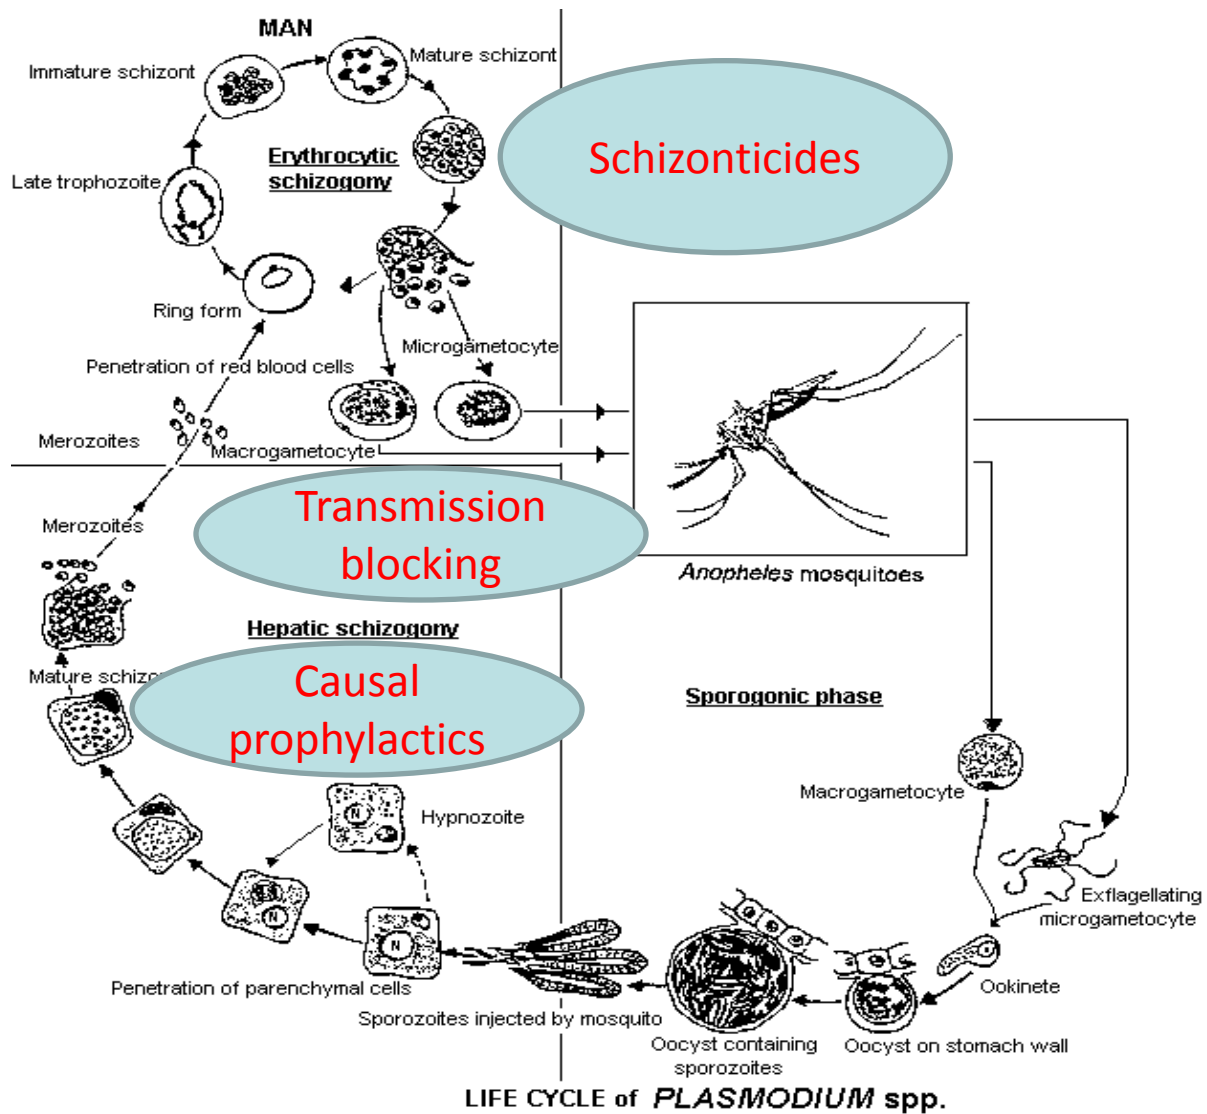 MAN
Immature schizont
Mature schizont
Erythrocytic
schizogony
Schizonticides
Late trophozoite
Ring form
Penetration of red blood cells
Microgametocyte
Merozoites
Macrogametocyte
Transmission
blocking
Merozoites
Anopheles mosquitoes
Hepatic schizogony
Mature schizo
Causal
prophylactics
Sporogonic phase
Macrogametocyte
Hypnozoite
N
N
N
Exflagellating
microgametocyte
Ookinete
Penetration of parenchymal cells
Sporozoites injected by mosquito
Oocyst containing
sporozoites
Oocyst on stomach wall
LIFE CYCLE of PLASMODIUM spp.